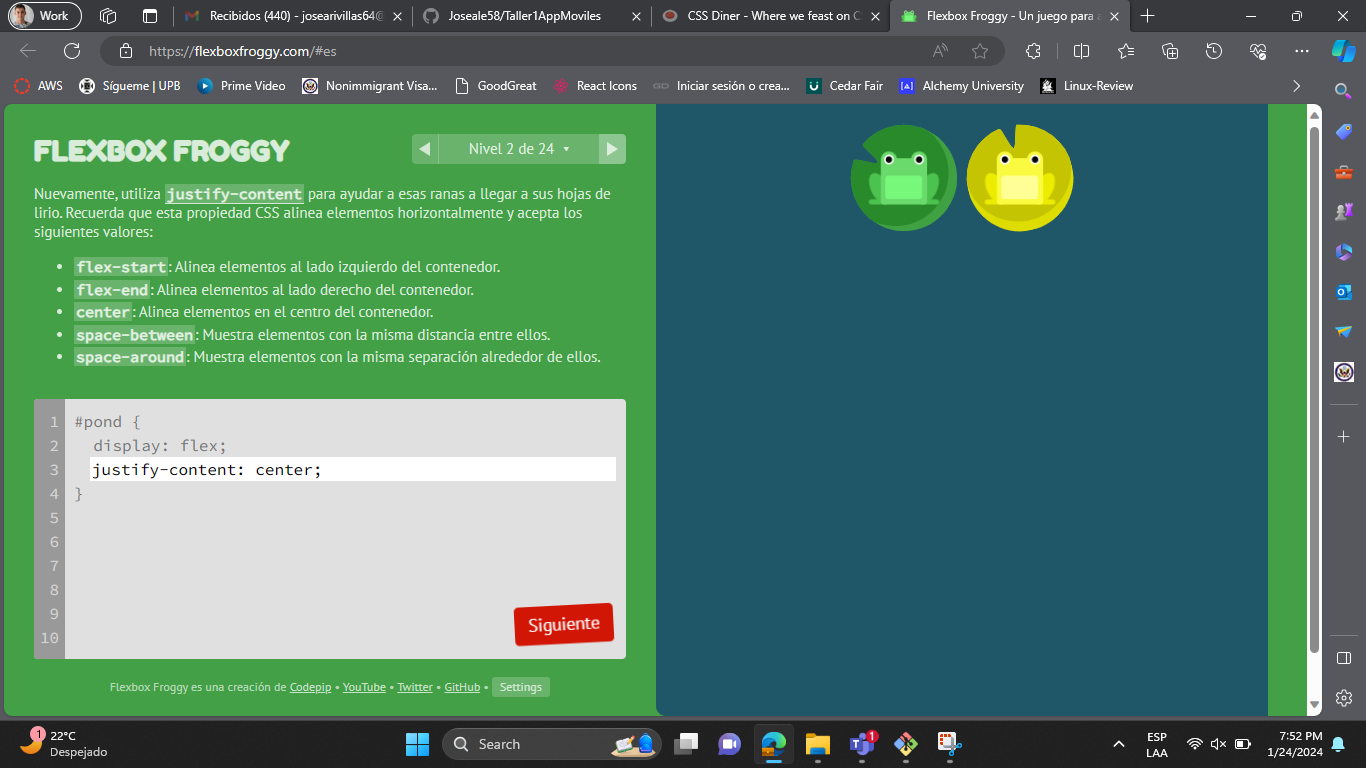 Work
Recibidos (440) - josearivillas64@
Joseale58/Taller1AppMoviles
CSS Diner - Where we feast on C
Flexbox Froggy - Un juego para a
https://flexboxfroggy.com/#es
AWS
Sígueme | UPB
Prime Video
Nonimmigrant Visa...
GoodGreat
React Icons
Iniciar sesión o crea...
Cedar Fair
Alchemy University
Linux-Review
FLEXBOX FROGGY
Nivel 2 de 24
Nuevamente, utiliza justify-content para ayudar a esas ranas a llegar a sus hojas de
lirio. Recuerda que esta propiedad CSS alinea elementos horizontalmente y acepta los
siguientes valores:
• flex-start: Alinea elementos al lado izquierdo del contenedor.
• flex-end: Alinea elementos al lado derecho del contenedor.
• center: Alinea elementos en el centro del contenedor.
• space-between: Muestra elementos con la misma distancia entre ellos.
• space-around: Muestra elementos con la misma separación alrededor de ellos.
1 #pond {
2 display: flex;
3 justify-content: center;
4 }
5
6
7
8
9
10
Siguiente
Flexbox Froggy es una creación de Codepip • YouTube • Twitter • GitHub • Settings
1
22°C
Despejado
Search
1
ESP
LAA
7:52 PM
1/24/2024